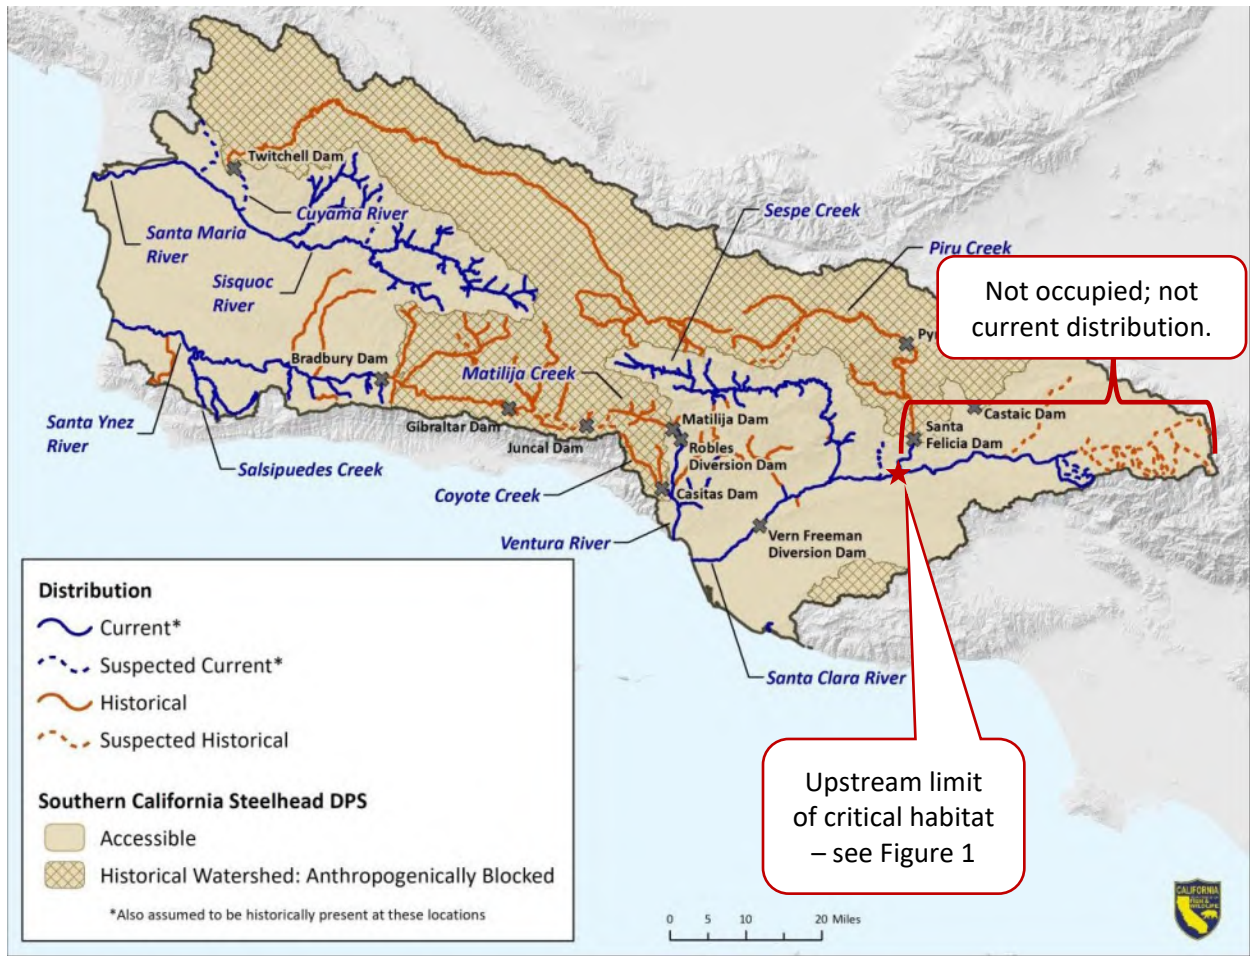 Twitchell Dam
Cuyama River
Santa Maria
River
Sisquoc
River
Sespe Creek
Piru Creek
Not occupied; not
current distribution.
Bradbury Dam
Matilija Creek
Santa Ynez
River
Gibraltar Dam
Juncal Dam
Salsipuedes Creek
Matilija Dam
Robles
Diversion Dam
Castaic Dam
Santa
Felicia Dam
Coyote Creek
Casitas Dam
Ventura River
Vern Freeman
Diversion Dam
Santa Clara River
Upstream limit
of critical habitat
– see Figure 1
Distribution
Current*
Suspected Current*
Historical
Suspected Historical
Southern California Steelhead DPS
Accessible
Historical Watershed: Anthropogenically Blocked
*Also assumed to be historically present at these locations
0 5 10 20 Miles
CALIFORNIA
FISH &
WILDLIFE